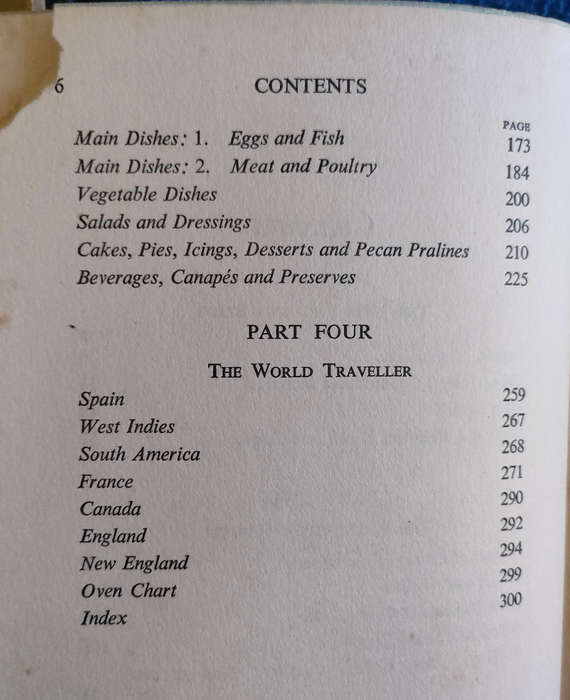 6 CONTENTS
PAGE
Main Dishes: 1. Eggs and Fish 173
Main Dishes: 2. Meat and Poultry 184
Vegetable Dishes 200
Salads and Dressings 206
Cakes, Pies, Icings, Desserts and Pecan Pralines 210
Beverages, Canapés and Preserves 225
PART FOUR
THE WORLD TRAVELLER
Spain 259
West Indies 267
South America 268
France 271
Canada 290
England 292
New England 294
Oven Chart 299
Index 300